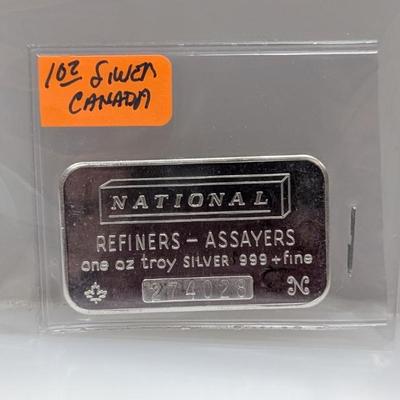 1oz SILVER
CANADA
NATIONAL
REFINERS – ASSAYERS
one oz troy SILVER 999+fine
274028
N